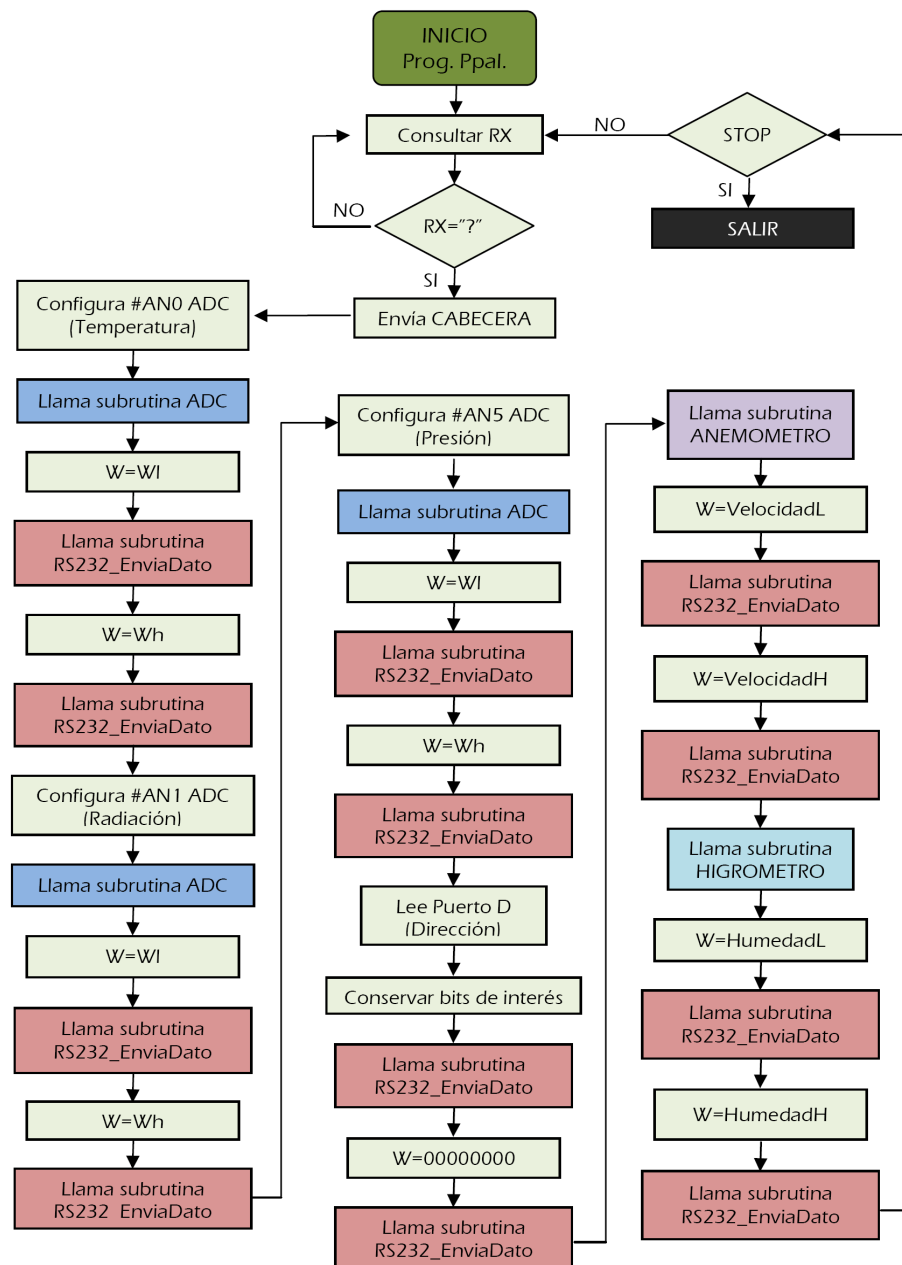 INICIO
Prog. Ppal.
Consultar RX
NO
STOP
SI
SALIR
NO
RX="?"
SI
Envía CABECERA
Configura #AN0 ADC
(Temperatura)
Llama subrutina ADC
W=Wl
Llama subrutina
RS232_EnviaDato
W=Wh
Llama subrutina
RS232_EnviaDato
Configura #AN1 ADC
(Radiación)
Llama subrutina ADC
W=Wl
Llama subrutina
RS232_EnviaDato
W=Wh
Llama subrutina
RS232 EnviaDato
Configura #AN5 ADC
(Presión)
Llama subrutina ADC
W=Wl
Llama subrutina
RS232_EnviaDato
W=Wh
Llama subrutina
RS232_EnviaDato
Lee Puerto D
(Dirección)
Conservar bits de interés
Llama subrutina
RS232_EnviaDato
W=00000000
Llama subrutina
RS232_EnviaDato
Llama subrutina
ANEMOMETRO
W=VelocidadL
Llama subrutina
RS232_EnviaDato
W=VelocidadH
Llama subrutina
RS232_EnviaDato
Llama subrutina
HIGROMETRO
W=HumedadL
Llama subrutina
RS232_EnviaDato
W=HumedadH
Llama subrutina
RS232_EnviaDato